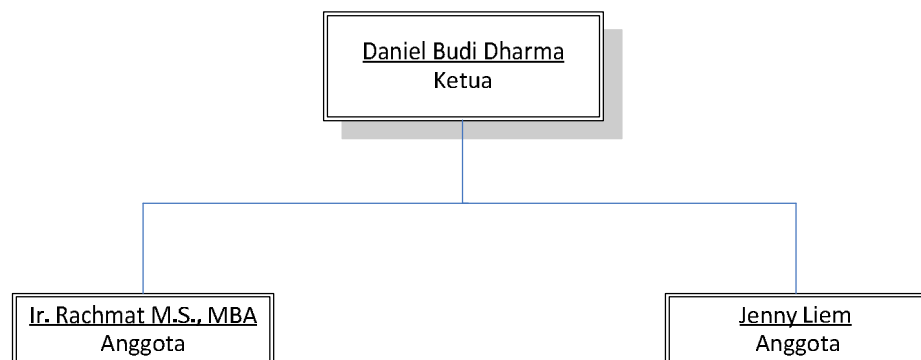 Daniel Budi Dharma
Ketua
Ir. Rachmat M.S., MBA
Anggota
Jenny Liem
Anggota